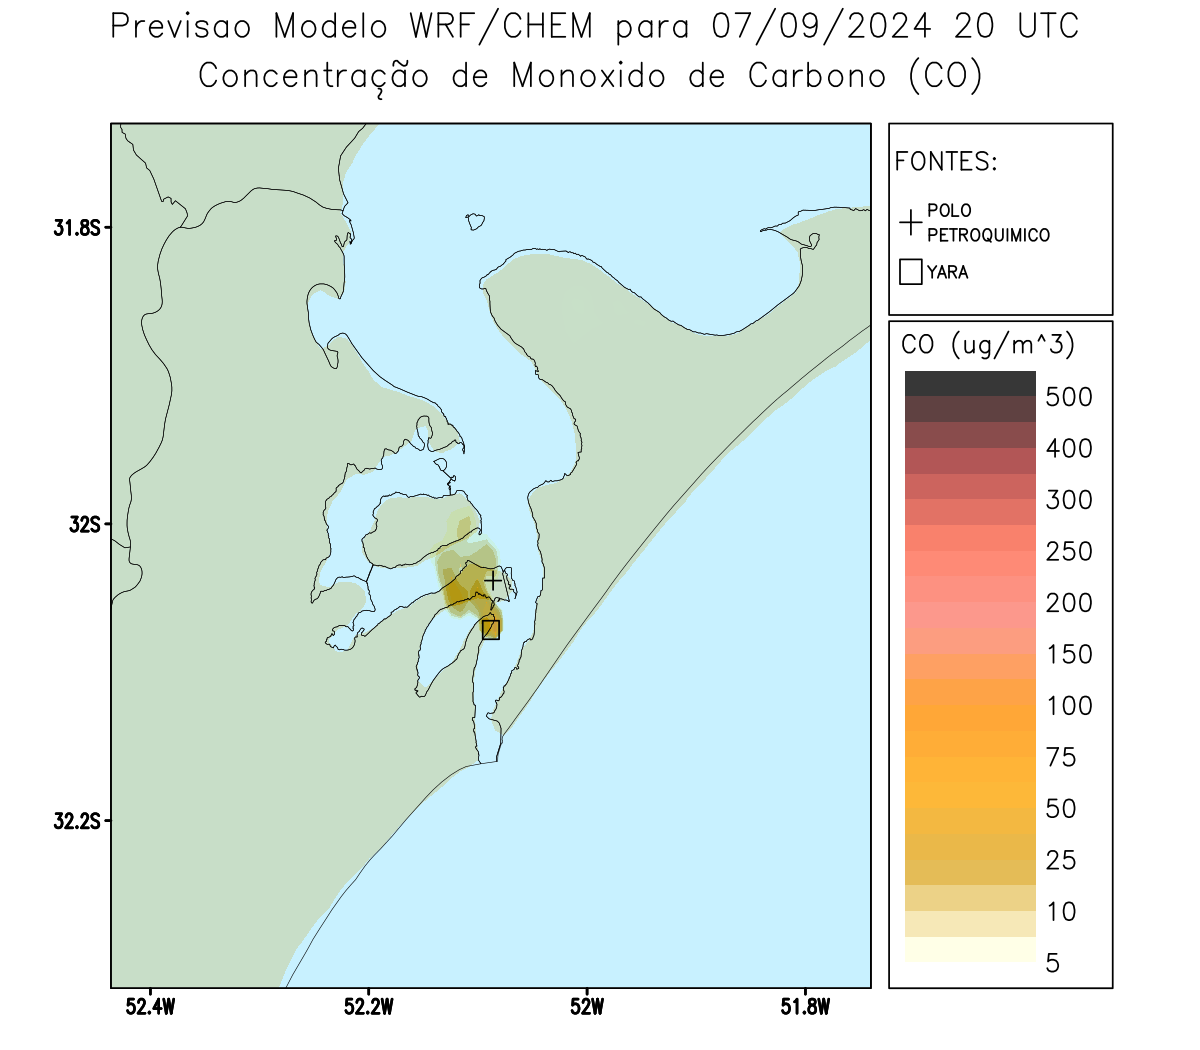 Previsao Modelo WRF/CHEM para 07/09/2024 20 UTC
Concentração de Monoxido de Carbono (CO)
FONTES:
POLO
PETROQUIMICO
YARA
CO (ug/m^3)
500
400
300
250
200
150
100
75
50
25
10
5
31.8S
32S
32.2S
52.4W
52.2W
52W
51.8W